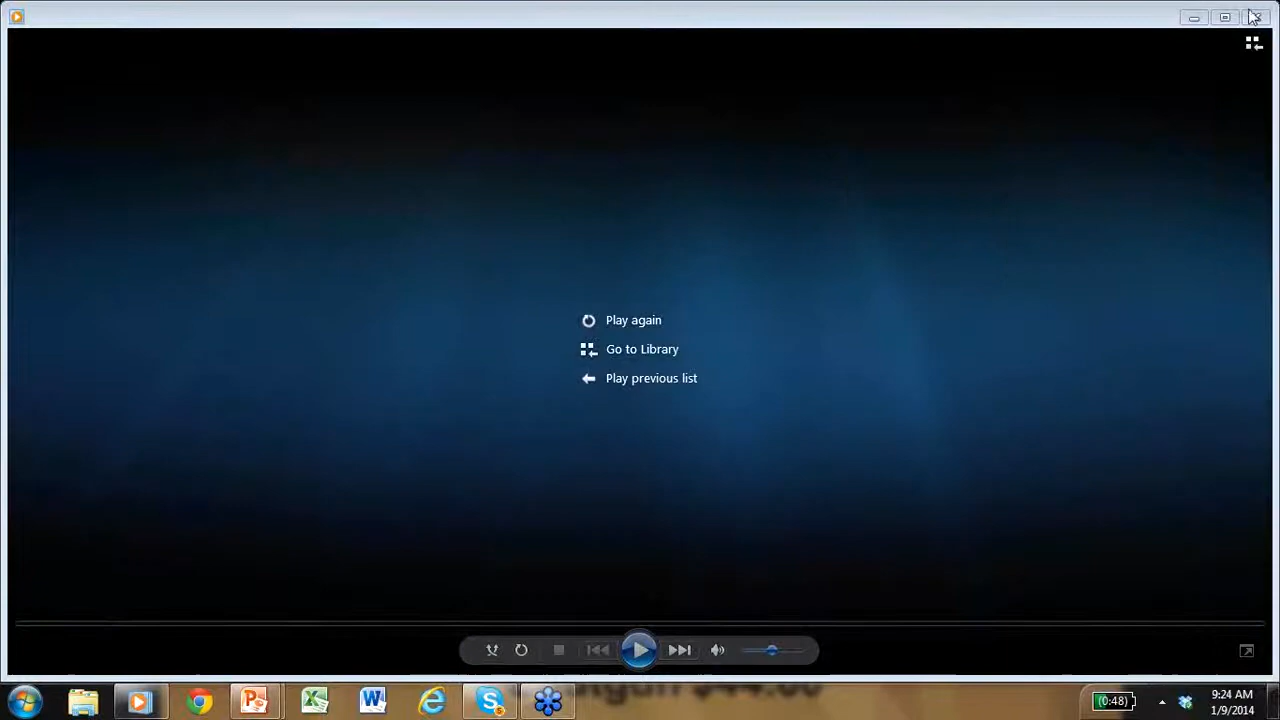 Play again
Go to Library
Play previous list
(0:48)
9:24 AM
1/9/2014